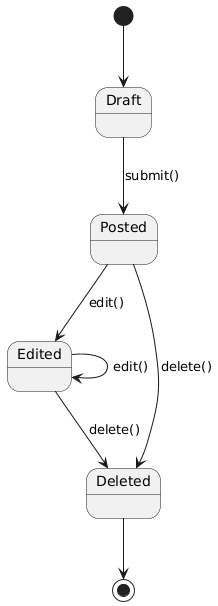 Draft
submit()
Posted
edit()
Edited
edit()
delete()
delete()
Deleted